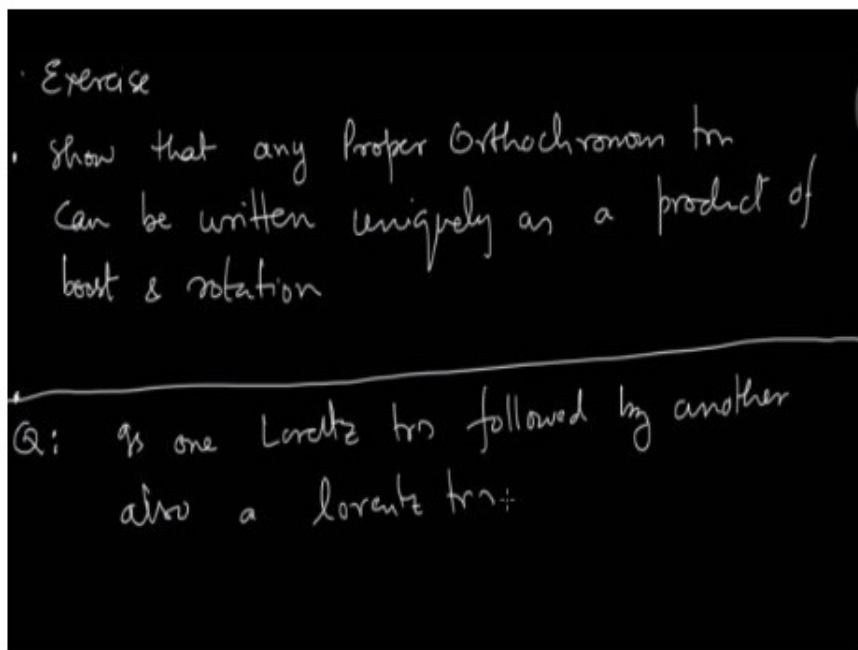 Exercise
. Show that any Proper Orthochronous trn
can be written uniquely as a product of
boost & rotation
Q: Is one Lorentz trn followed by another
also a lorentz trn.